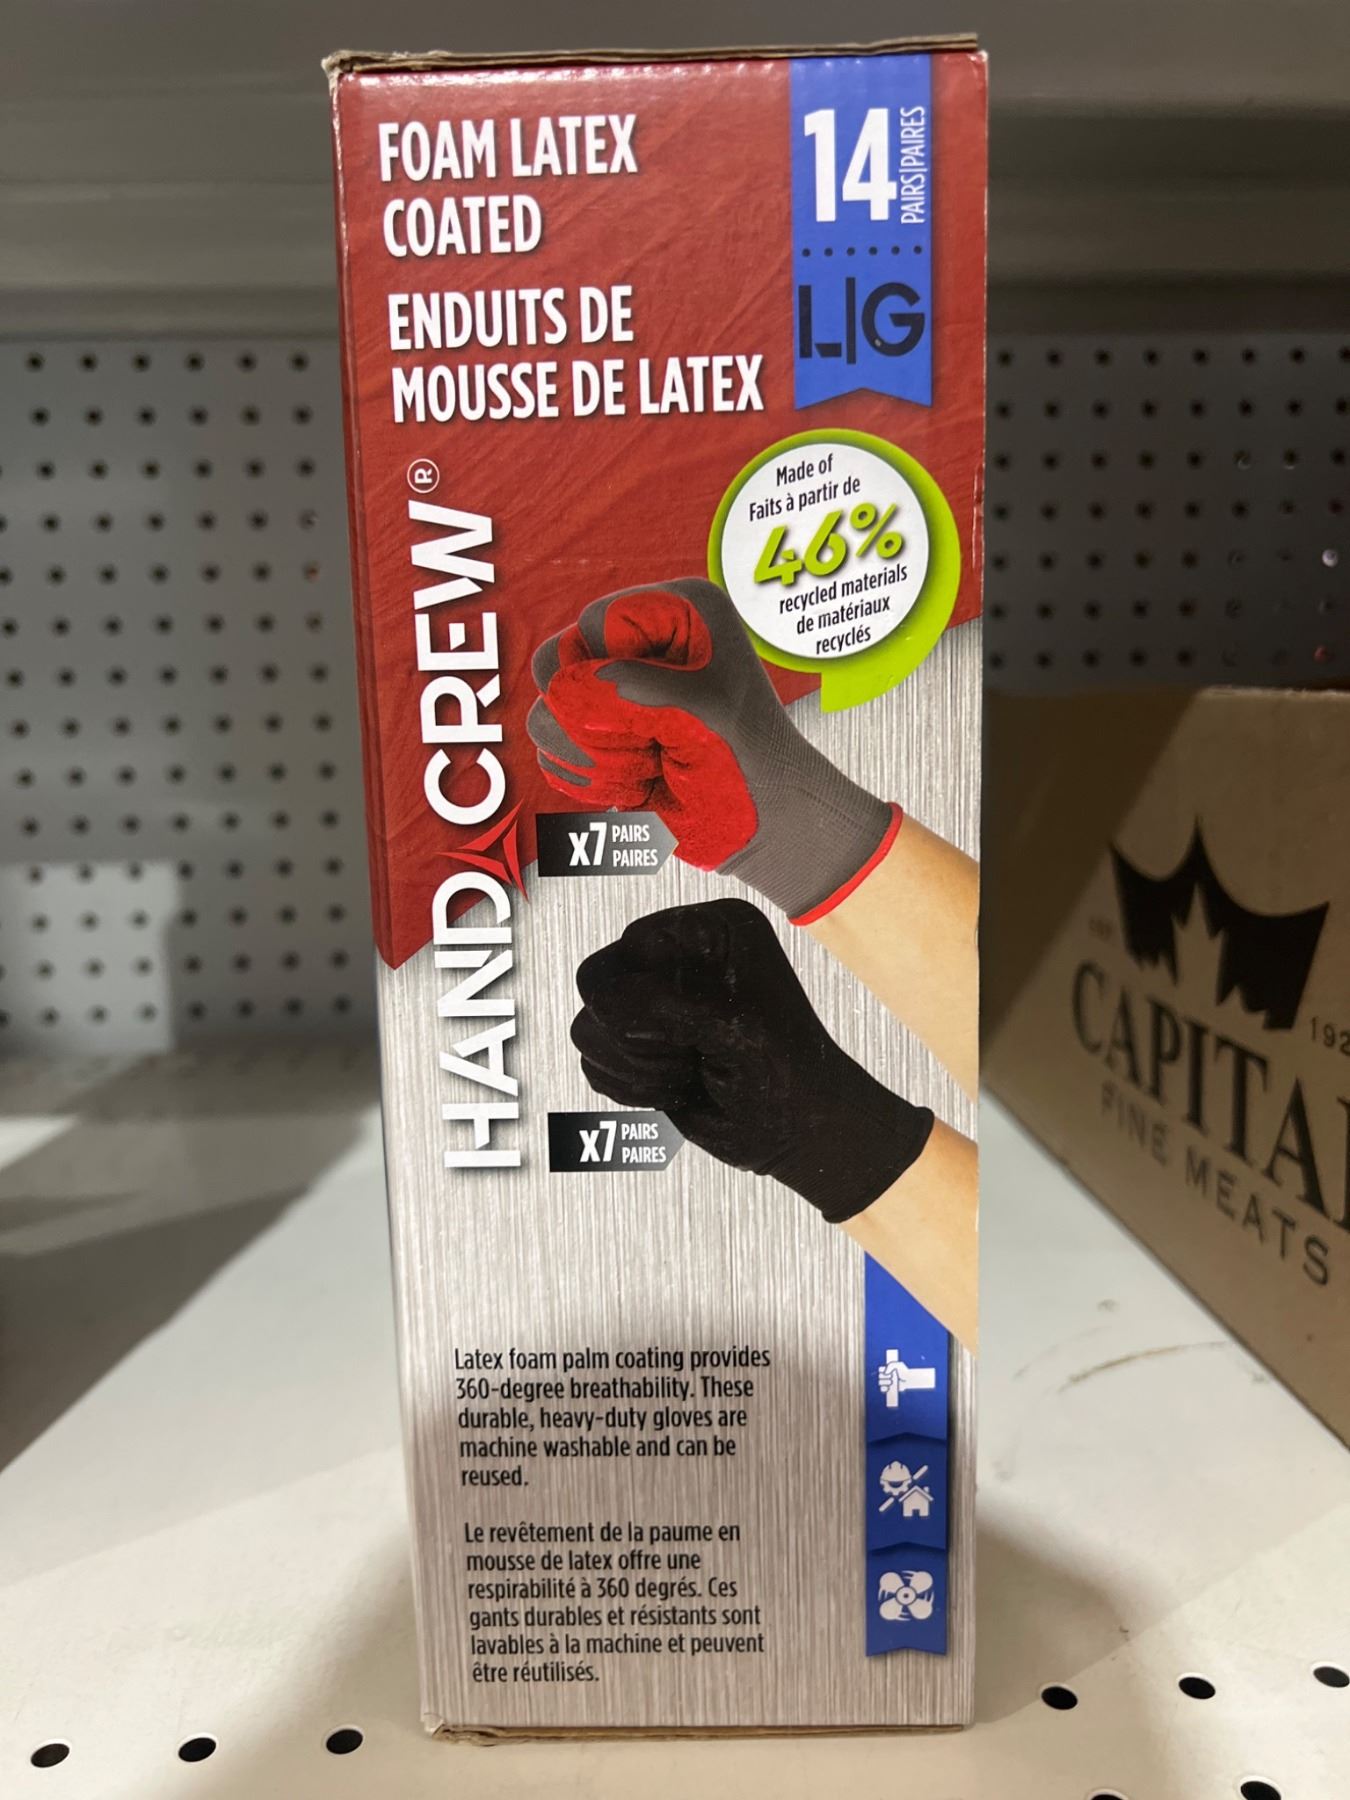 FOAM LATEX
COATED
ENDUITS DE
MOUSSE DE LATEX
14
PAIRS|PAIRES
L|G
HANDCREW®
Made of
Faits à partir de
46%
recycled materials
de matériaux
recyclés
x7 PAIRS
PAIRES
x7 PAIRS
PAIRES
Latex foam palm coating provides
360-degree breathability. These
durable, heavy-duty gloves are
machine washable and can be
reused.
Le revêtement de la paume en
mousse de latex offre une
respirabilité à 360 degrés. Ces
gants durables et résistants sont
lavables à la machine et peuvent
être réutilisés.
CAPITA
FINE MEATS